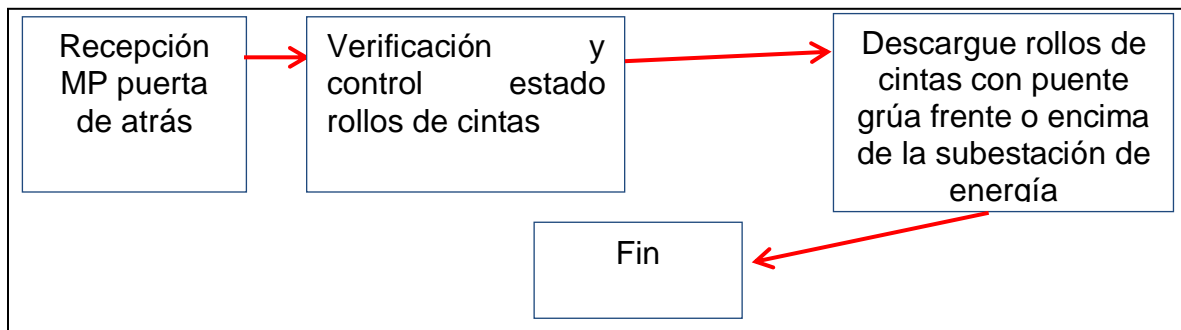 Recepción
MP puerta
de atrás
Verificación y
control estado
rollos de cintas
Descargue rollos de
cintas con puente
grúa frente o encima
de la subestación de
energía
Fin